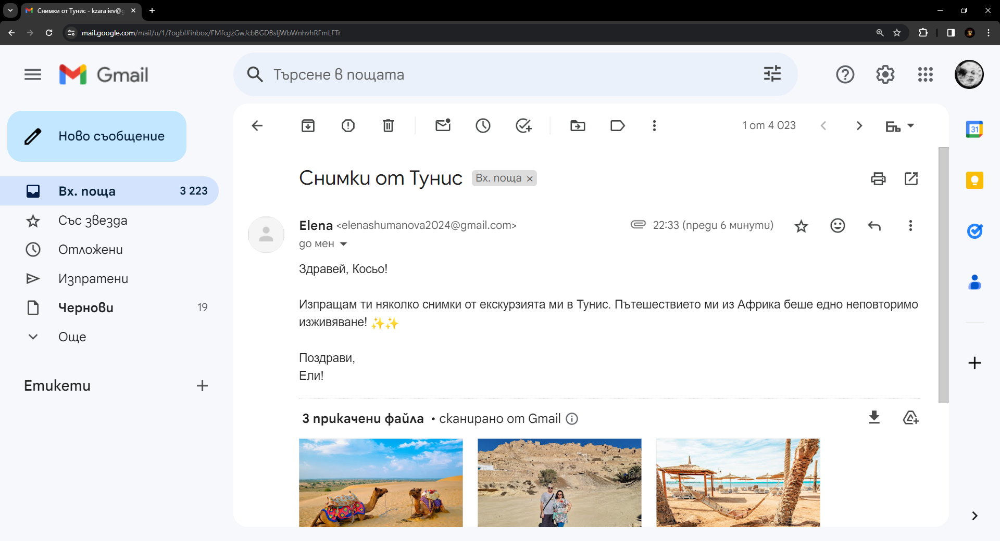 Снимки от Тунис - kzaraliev@g
mail.google.com/mail/u/1/?ogbl#inbox/FMfcgzGwJcbBGDBsljWbWnhvhRFmLFTr
Gmail
Търсене в пощата
Ново съобщение
1 от 4 023
Бъ
31
Вх. поща 3 223
Със звезда
Отложени
Изпратени
Чернови 19
Още
Етикети
Снимки от Тунис Вх. поща ×
Elena <elenashumanova2024@gmail.com> 22:33 (преди 6 минути)
до мен
Здравей, Косьо!
Изпращам ти няколко снимки от екскурзията ми в Тунис. Пътешествието ми из Африка беше едно неповторимо
изживяване! ✨✨
Поздрави,
Ели!
3 прикачени файла • сканирано от Gmail